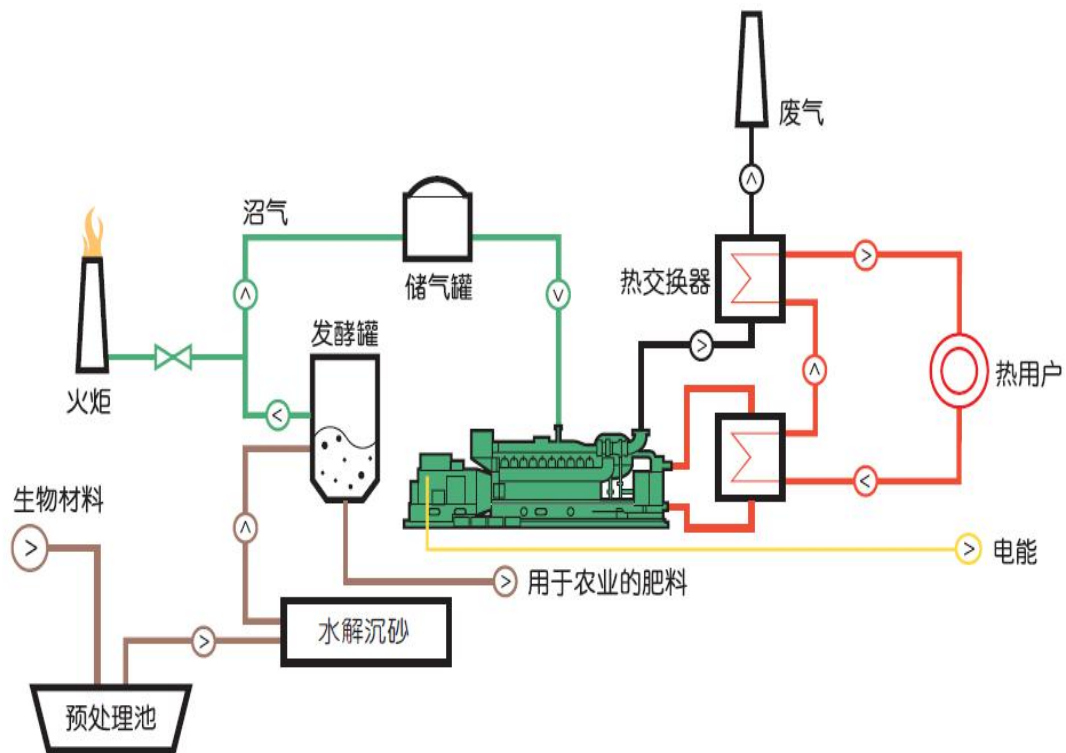 废气
沼气
储气罐
热交换器
发酵罐
火炬
热用户
生物材料
电能
用于农业的肥料
水解沉砂
预处理池